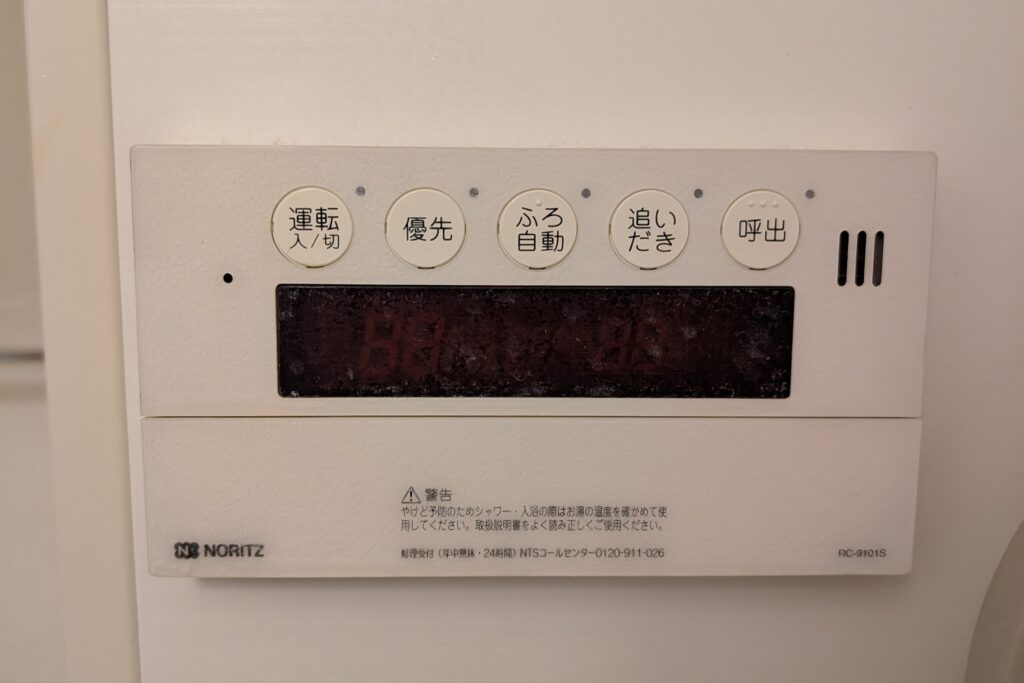 運転
入/切
優先
ふろ
自動
追い
だき
呼出
警告
やけど予防のためシャワー・入浴の際はお湯の温度を確かめて使
用してください。取扱説明書をよく読み正しくご使用ください。
修理受付(年中無休・24時間)NTSコールセンター0120-911-026
NORITZ
RC-9101S